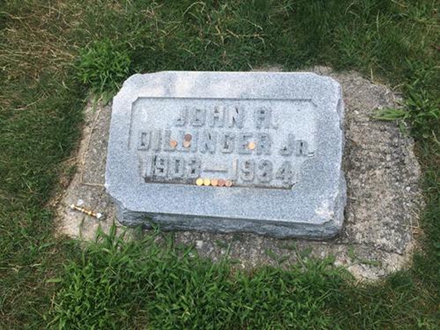 JOHN H.
DILLINGER JR.
1903—1934